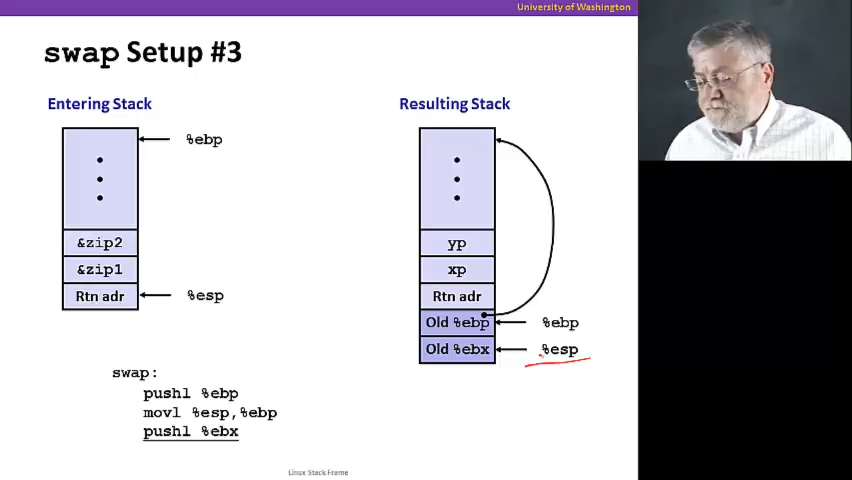 University of Washington
swap Setup #3
Entering Stack
Resulting Stack
%ebp
&zip2
&zip1
Rtn adr
%esp
yp
xp
Rtn adr
Old %ebp
%ebp
Old %ebx
%esp
swap:
pushl %ebp
movl %esp,%ebp
pushl %ebx
Linux Stack Frame